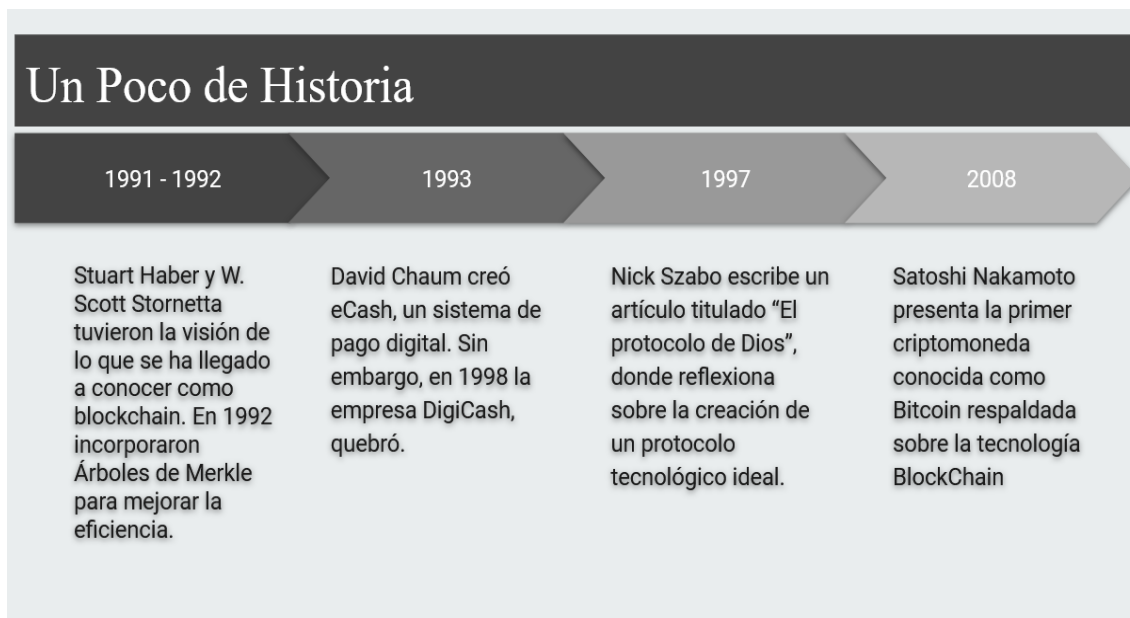 Un Poco de Historia
1991 - 1992
1993
1997
2008
Stuart Haber y W.
Scott Stornetta
tuvieron la visión de
lo que se ha llegado
a conocer como
blockchain. En 1992
incorporaron
Árboles de Merkle
para mejorar la
eficiencia.
David Chaum creó
eCash, un sistema de
pago digital. Sin
embargo, en 1998 la
empresa DigiCash,
quebró.
Nick Szabo escribe un
artículo titulado “El
protocolo de Dios”,
donde reflexiona
sobre la creación de
un protocolo
tecnológico ideal.
Satoshi Nakamoto
presenta la primer
criptomoneda
conocida como
Bitcoin respaldada
sobre la tecnología
BlockChain